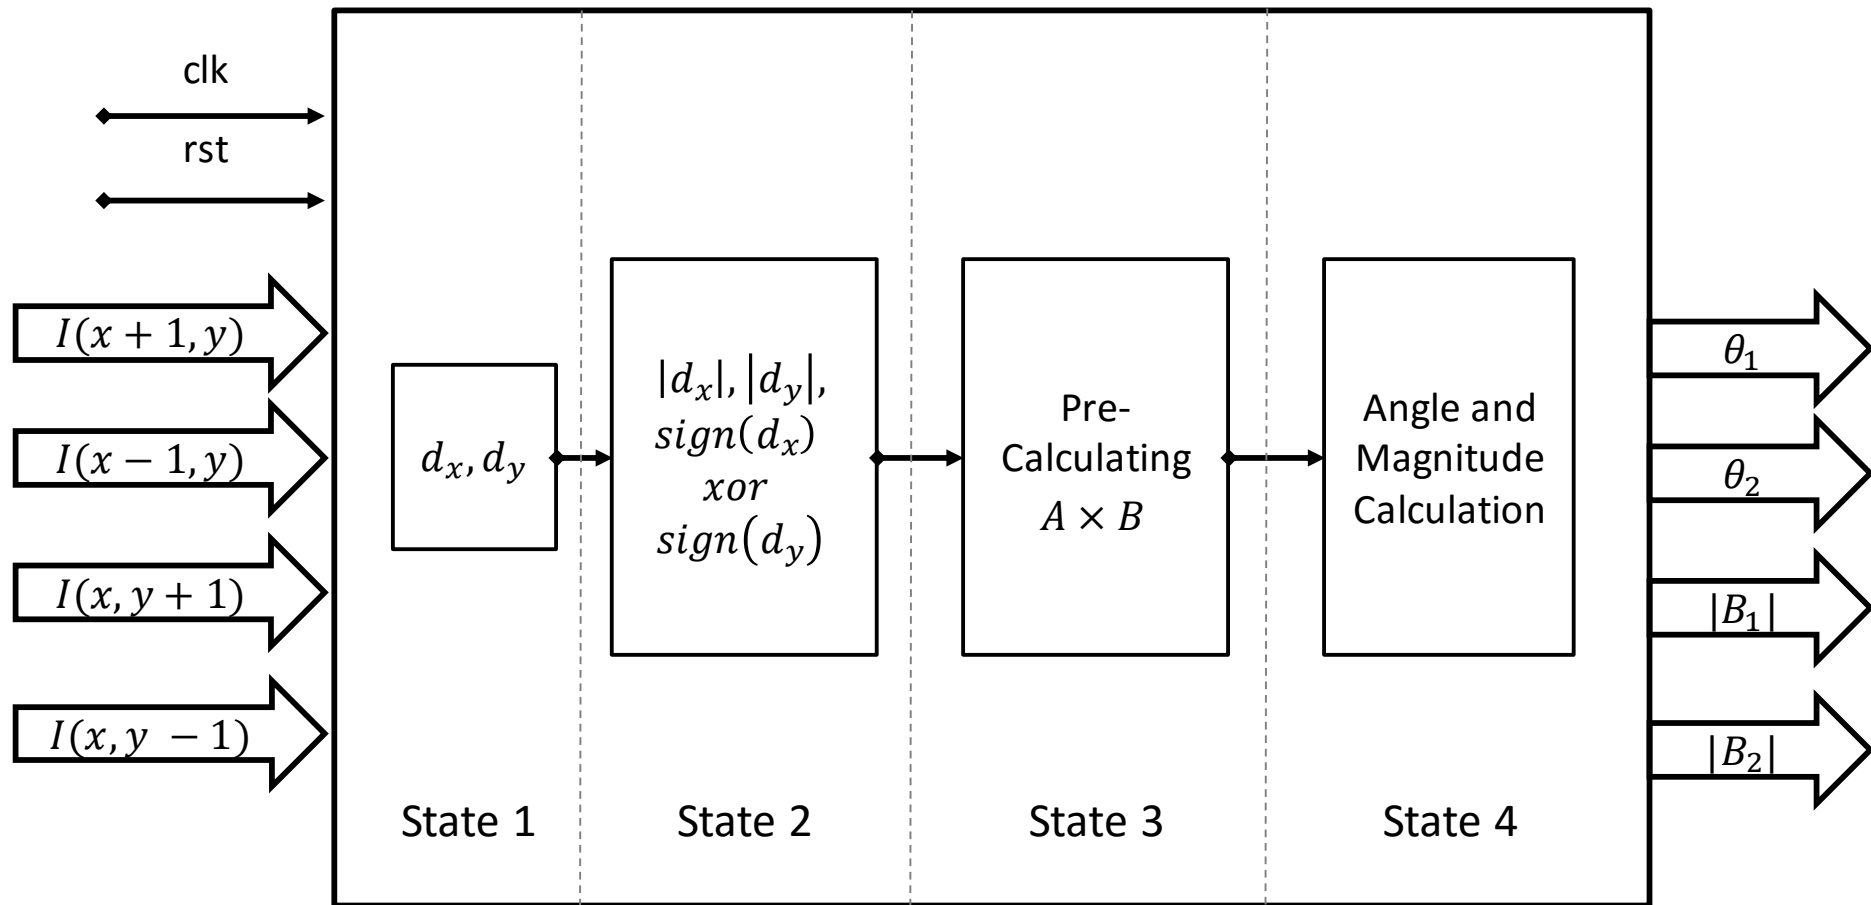 clk
rst
I(x + 1, y)
I(x − 1, y)
I(x, y + 1)
I(x, y − 1)
d_x, d_y
|d_x|, |d_y|,
sign(d_x)
xor
sign(d_y)
Pre-
Calculating
A × B
Angle and
Magnitude
Calculation
θ_1
θ_2
|B_1|
|B_2|
State 1
State 2
State 3
State 4